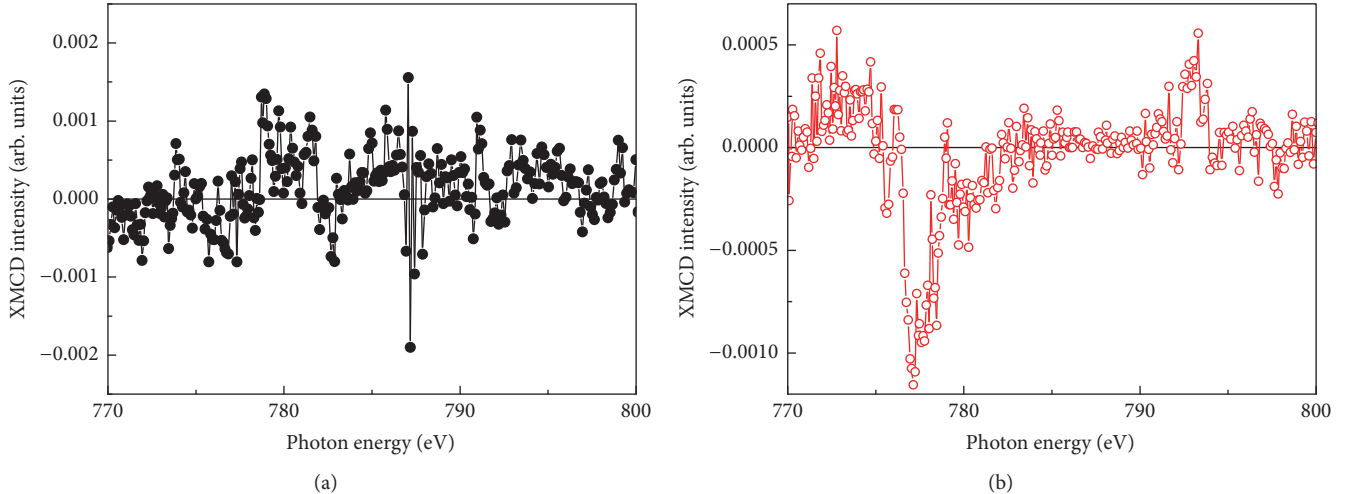 0.002
0.001
0.000
−0.001
−0.002
XMCD intensity (arb. units)
770
780
790
800
Photon energy (eV)
(a)
0.0005
0.0000
−0.0005
−0.0010
XMCD intensity (arb. units)
770
780
790
800
Photon energy (eV)
(b)